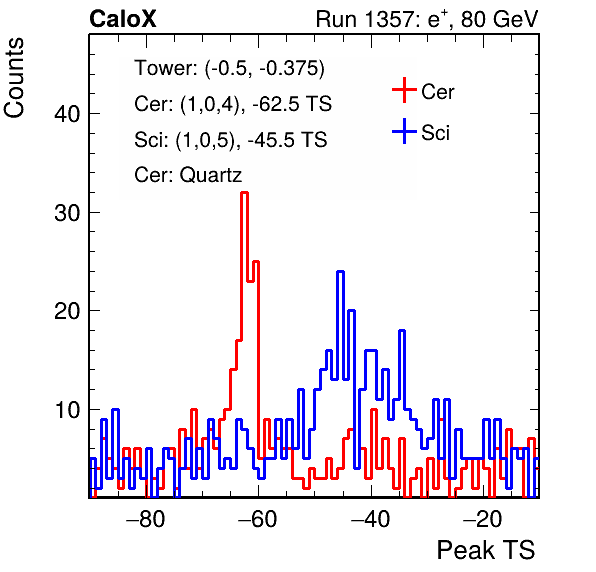 CaloX Run 1357: e⁺, 80 GeV
Counts
Tower: (-0.5, -0.375)
Cer: (1,0,4), -62.5 TS
Sci: (1,0,5), -45.5 TS
Cer: Quartz
Cer
Sci
40
30
20
10
−80 −60 −40 −20
Peak TS